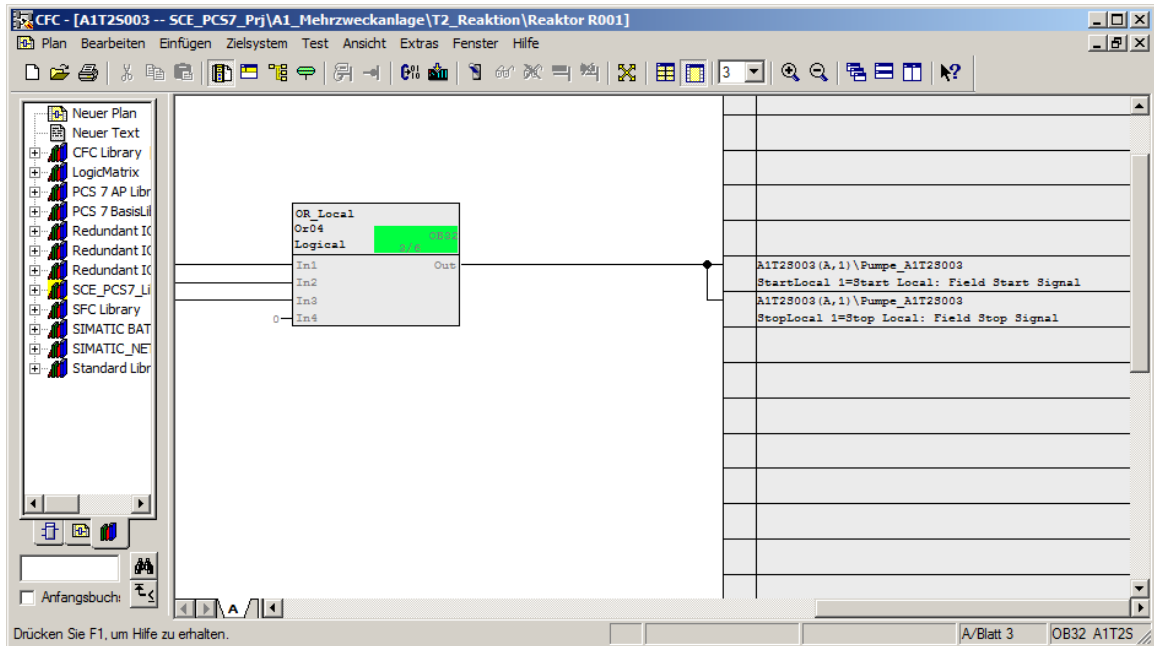 CFC - [A1T2S003 -- SCE_PCS7_Prj\A1_Mehrzweckanlage\T2_Reaktion\Reaktor R001]
Plan Bearbeiten Einfügen Zielsystem Test Ansicht Extras Fenster Hilfe
3
Neuer Plan
Neuer Text
CFC Library
LogicMatrix
PCS 7 AP Libr
PCS 7 BasisLi
Redundant IO
Redundant IO
Redundant IO
SCE_PCS7_Li
SFC Library
SIMATIC BAT
SIMATIC_NET
Standard Libr
Anfangsbuch:
OR_Local
Or04
OB32
Logical
3/6
In1
Out
In2
In3
0
In4
A1T2S003(A,1)\Pumpe_A1T2S003
StartLocal 1=Start Local: Field Start Signal
A1T2S003(A,1)\Pumpe_A1T2S003
StopLocal 1=Stop Local: Field Stop Signal
A
Drücken Sie F1, um Hilfe zu erhalten.
A/Blatt 3
OB32 A1T2S